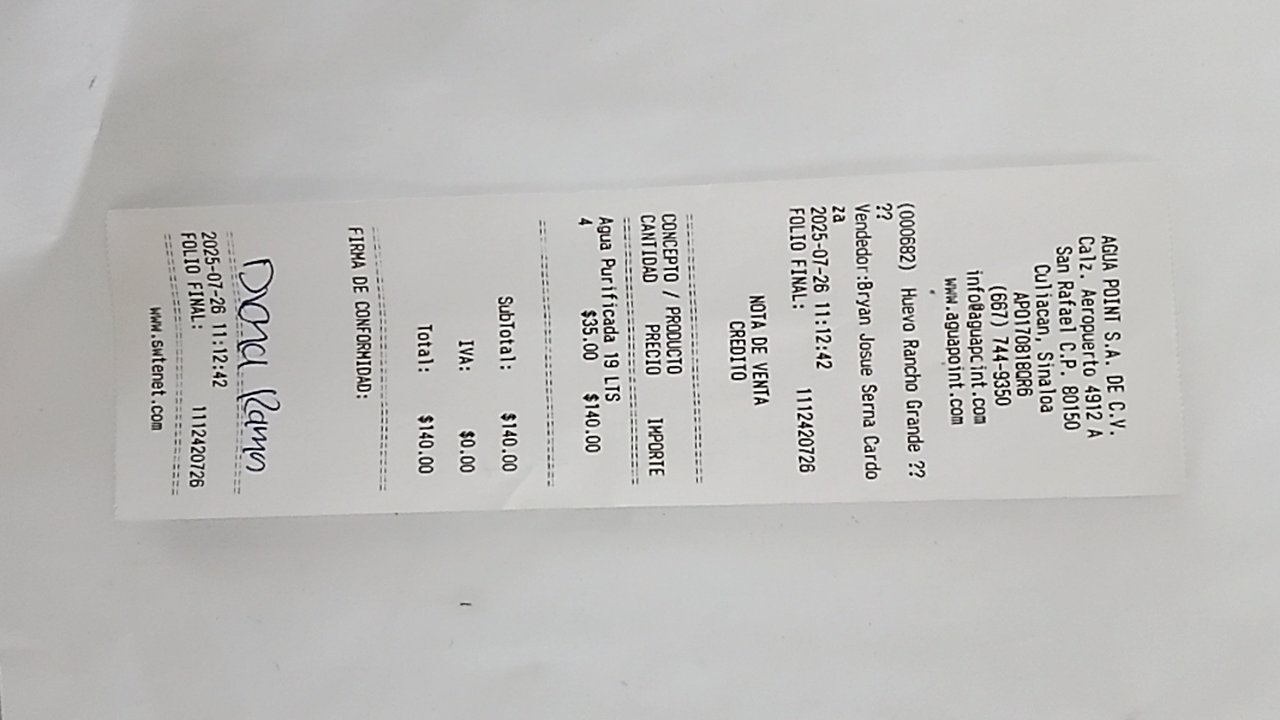 AGUA POINT S.A. DE C.V.
Calz. Aeropuerto 4912 A
San Rafael C.P. 80150
Culiacan, Sinaloa
APO170818QR6
(667) 744-9350
info@aguapoint.com
www.aguapoint.com
(000682) Huevo Rancho Grande ??
??
Vendedor:Bryan Josue Serna Cardo
za
2025-07-26 11:12:42
FOLIO FINAL: 1112420726
NOTA DE VENTA
CREDITO
================================
CONCEPTO / PRODUCTO
CANTIDAD PRECIO IMPORTE
================================
Agua Purificada 19 LTS
4 $35.00 $140.00
================================
SubTotal: $140.00
IVA: $0.00
Total: $140.00
================================
FIRMA DE CONFORMIDAD:
Dana Ramos
================================
2025-07-26 11:12:42
FOLIO FINAL: 1112420726
================================
www.swtenet.com